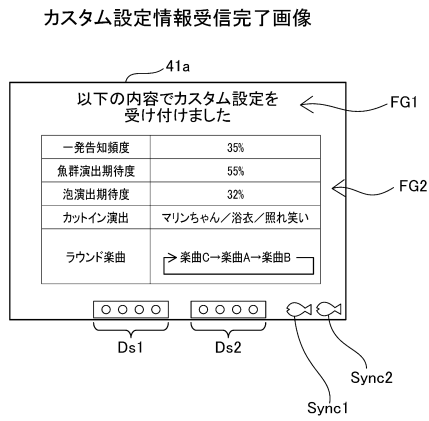 カスタム設定情報受信完了画像
41a
以下の内容でカスタム設定を
受け付けました
FG1
一発告知頻度 35%
魚群演出期待度 55%
FG2
泡演出期待度 32%
カットイン演出 マリンちゃん／浴衣／照れ笑い
ラウンド楽曲 楽曲C→楽曲A→楽曲B
Ds1 Ds2
Sync2
Sync1